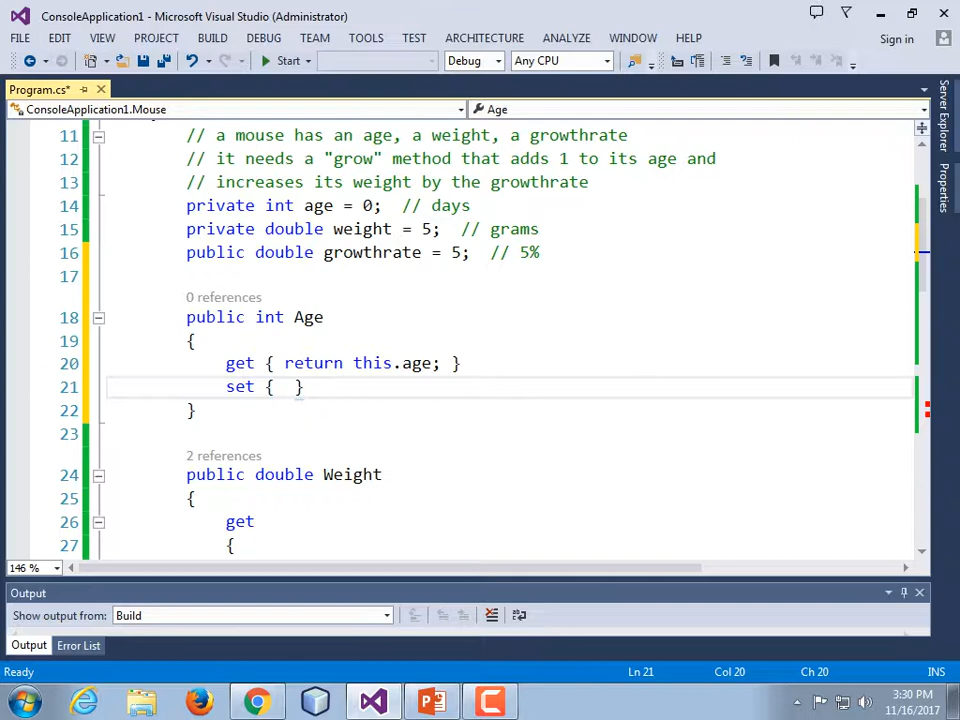 ConsoleApplication1 - Microsoft Visual Studio (Administrator)
FILE EDIT VIEW PROJECT BUILD DEBUG TEAM TOOLS TEST ARCHITECTURE ANALYZE WINDOW HELP Sign in
Start Debug Any CPU
Program.cs*
ConsoleApplication1.Mouse Age
11 // a mouse has an age, a weight, a growthrate
12 // it needs a "grow" method that adds 1 to its age and
13 // increases its weight by the growthrate
14 private int age = 0; // days
15 private double weight = 5; // grams
16 public double growthrate = 5; // 5%
17
0 references
18 public int Age
19 {
20 get { return this.age; }
21 set { }
22 }
23
2 references
24 public double Weight
25 {
26 get
27 {
146 %
Output
Show output from: Build
Output Error List
Ready Ln 21 Col 20 Ch 20 INS
3:30 PM
11/16/2017
Server Explorer
Properties